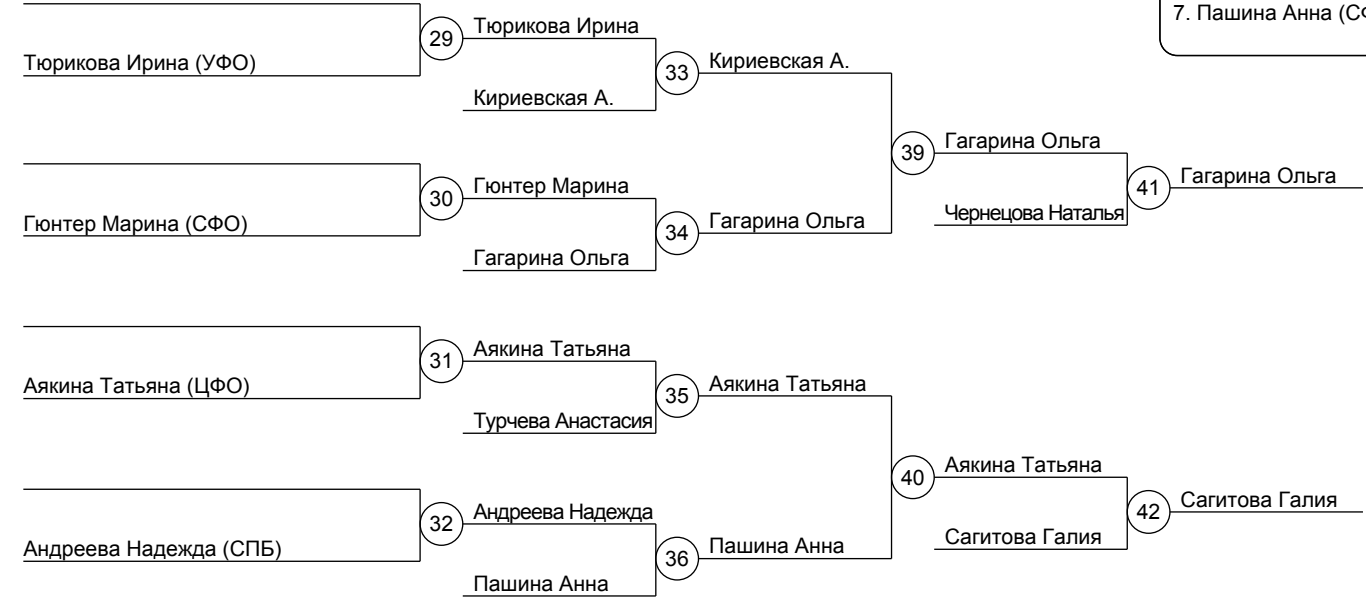 7. Пашина Анна
29
Тюрикова Ирина
Тюрикова Ирина (УФО)
33
Кириевская А.
Кириевская А.
39
Гагарина Ольга
30
Гюнтер Марина
41
Гагарина Ольга
Гюнтер Марина (СФО)
34
Гагарина Ольга
Чернецова Наталья
Гагарина Ольга
31
Аякина Татьяна
Аякина Татьяна (ЦФО)
35
Аякина Татьяна
Турчева Анастасия
40
Аякина Татьяна
32
Андреева Надежда
42
Сагитова Галия
Андреева Надежда (СПБ)
36
Пашина Анна
Сагитова Галия
Пашина Анна